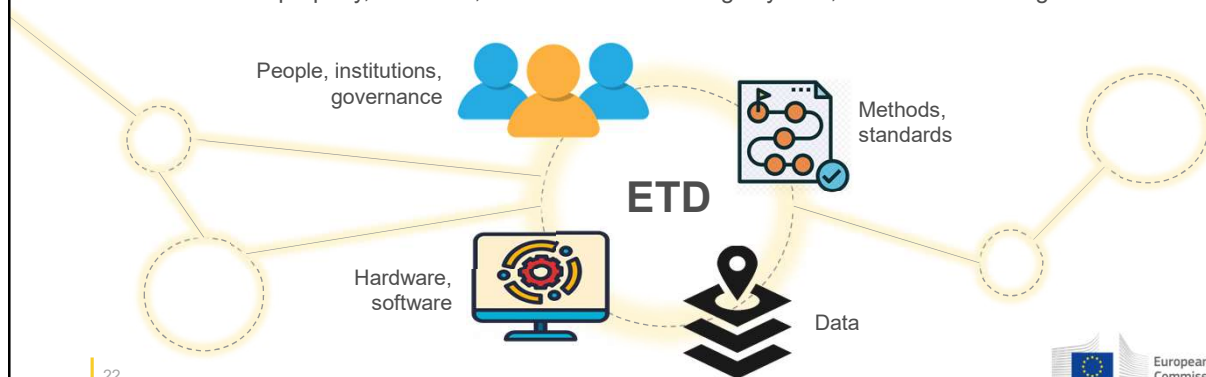 People, institutions,
governance
Methods,
standards
ETD
Hardware,
software
Data
22
European